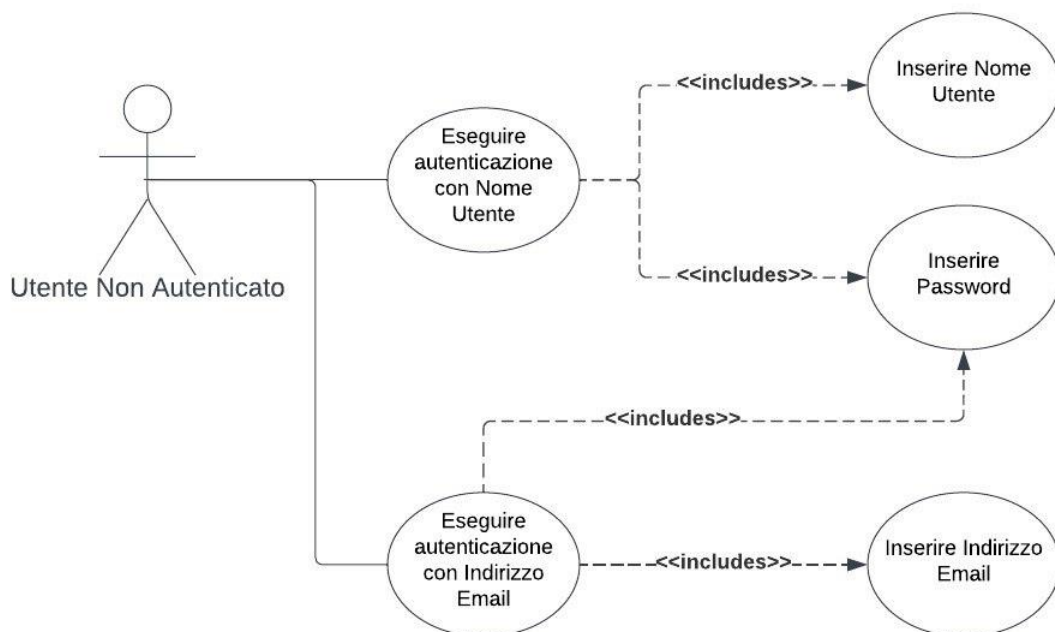 <<includes>>
Inserire Nome
Utente
Eseguire
autenticazione
con Nome
Utente
<<includes>>
Inserire
Password
Utente Non Autenticato
<<includes>>
Eseguire
autenticazione
con Indirizzo
Email
<<includes>>
Inserire Indirizzo
Email